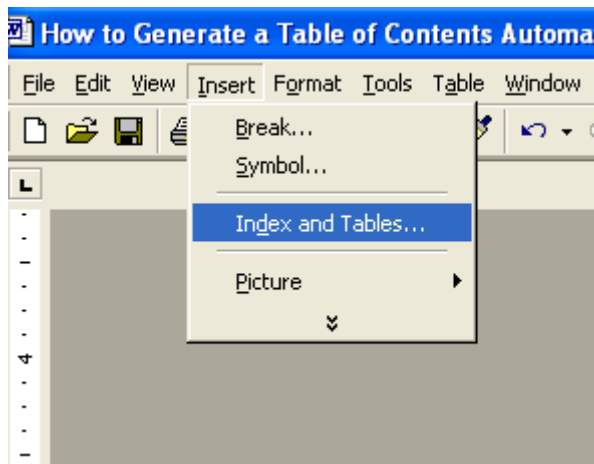 How to Generate a Table of Contents Automa
File Edit View Insert Format Tools Table Window
Break...
Symbol...
Index and Tables...
Picture
4